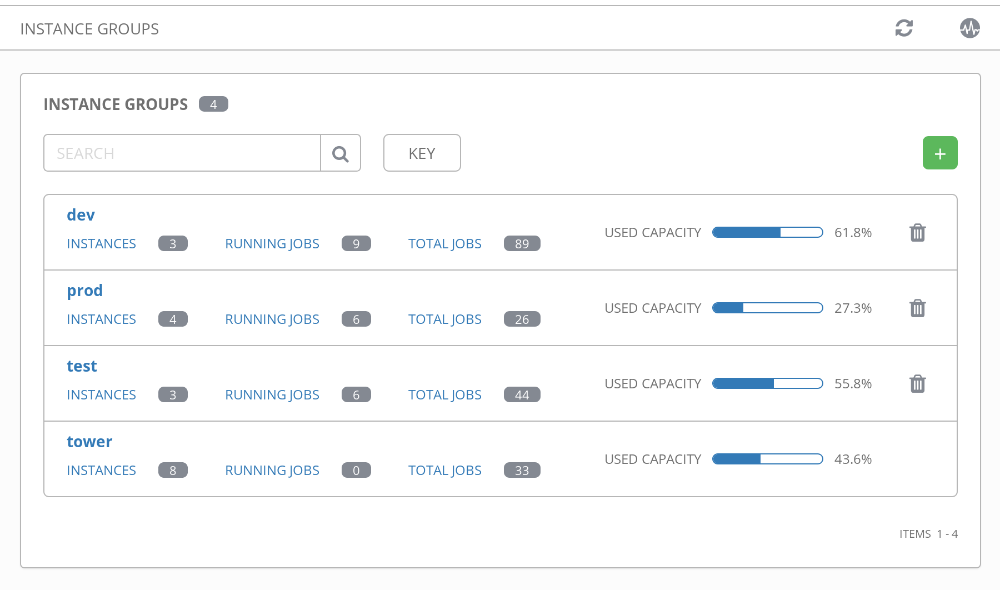 INSTANCE GROUPS
INSTANCE GROUPS 4
SEARCH KEY +
dev
INSTANCES 3 RUNNING JOBS 9 TOTAL JOBS 89 USED CAPACITY 61.8%
prod
INSTANCES 4 RUNNING JOBS 6 TOTAL JOBS 26 USED CAPACITY 27.3%
test
INSTANCES 3 RUNNING JOBS 6 TOTAL JOBS 44 USED CAPACITY 55.8%
tower
INSTANCES 8 RUNNING JOBS 0 TOTAL JOBS 33 USED CAPACITY 43.6%
ITEMS 1 - 4